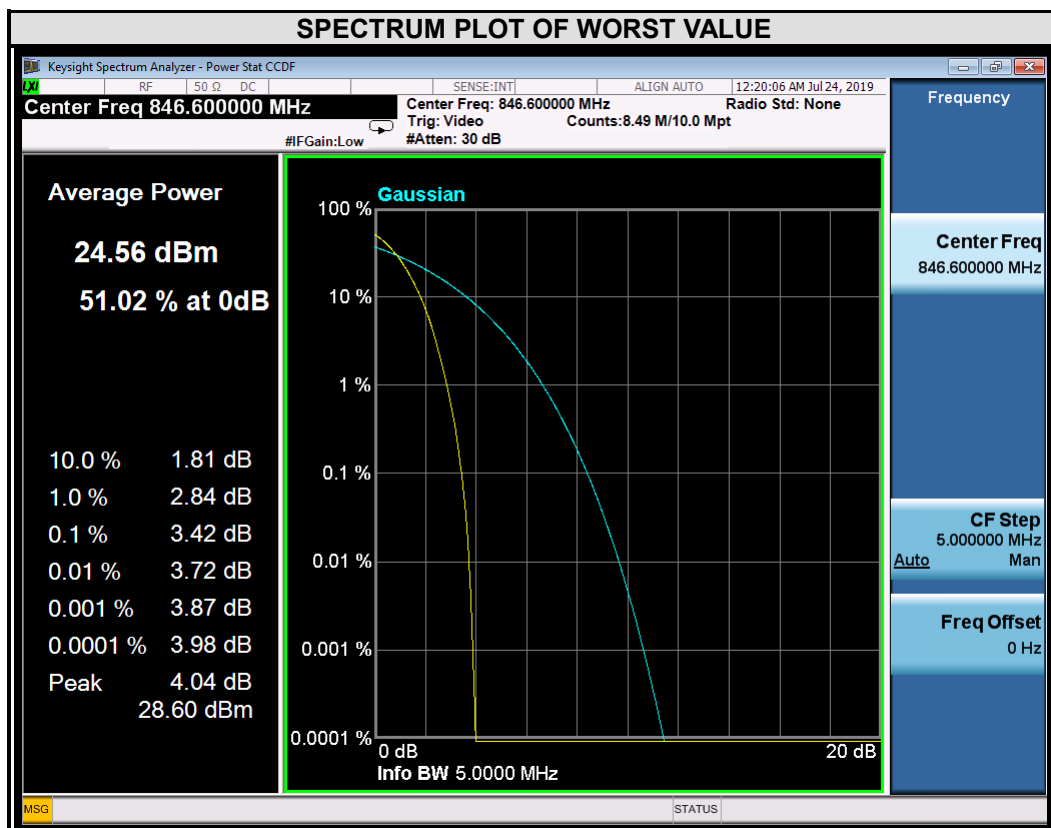 SPECTRUM PLOT OF WORST VALUE
Keysight Spectrum Analyzer - Power Stat CCDF
LXI RF 50 Ω DC SENSE:INT ALIGN AUTO 12:20:06 AM Jul 24, 2019
Center Freq 846.600000 MHz
Center Freq: 846.600000 MHz Radio Std: None
Trig: Video Counts:8.49 M/10.0 Mpt
#IFGain:Low #Atten: 30 dB
Frequency
Average Power
24.56 dBm
51.02 % at 0dB
10.0 % 1.81 dB
1.0 % 2.84 dB
0.1 % 3.42 dB
0.01 % 3.72 dB
0.001 % 3.87 dB
0.0001 % 3.98 dB
Peak 4.04 dB
28.60 dBm
Gaussian
100 %
10 %
1 %
0.1 %
0.01 %
0.001 %
0.0001 %
0 dB 20 dB
Info BW 5.0000 MHz
Center Freq
846.600000 MHz
CF Step
5.000000 MHz
Auto Man
Freq Offset
0 Hz
MSG STATUS